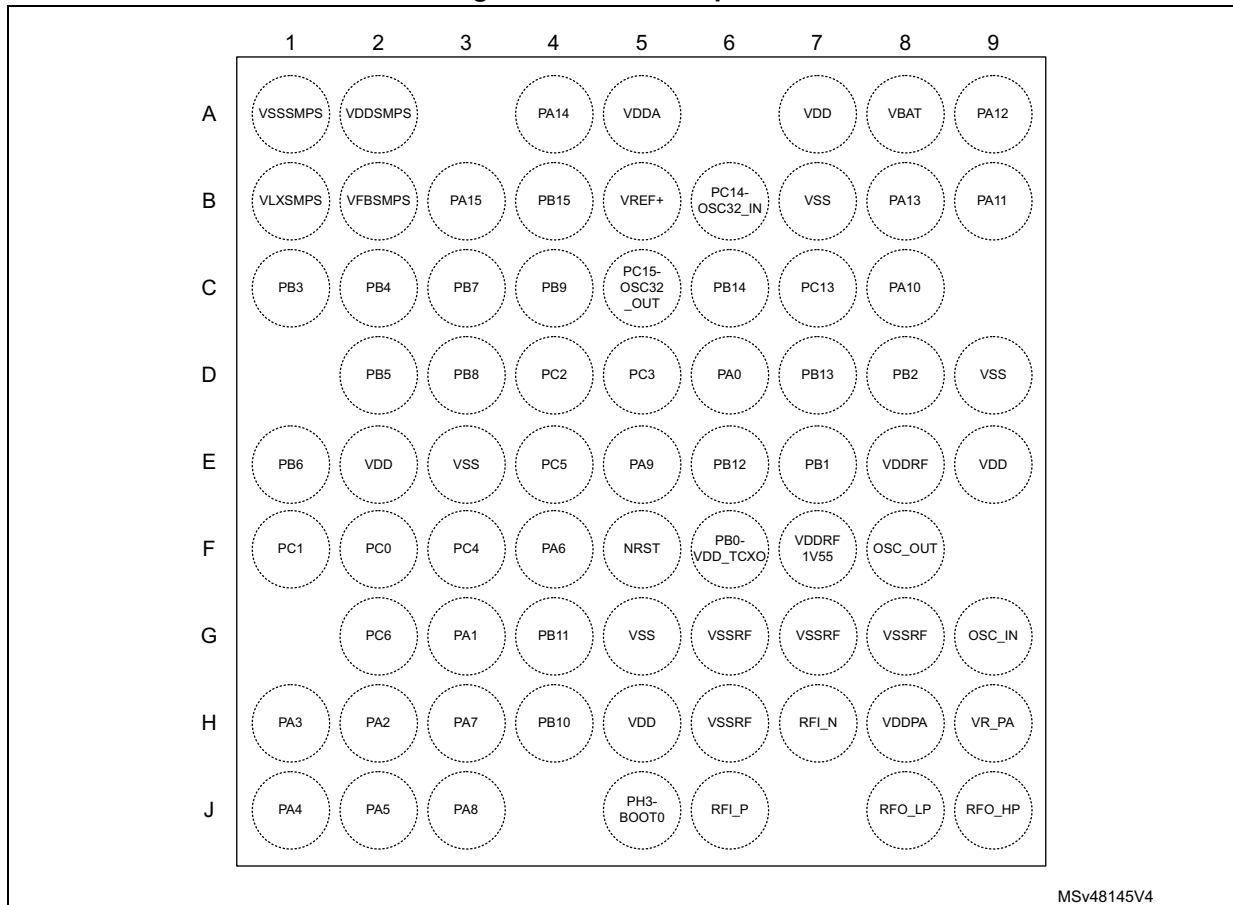 1 2 3 4 5 6 7 8 9
A VSSSMPS VDDSMPS PA14 VDDA VDD VBAT PA12
B VLXSMPS VFBSMPS PA15 PB15 VREF+ PC14-
OSC32_IN VSS PA13 PA11
C PB3 PB4 PB7 PB9 PC15-
OSC32
_OUT PB14 PC13 PA10
D PB5 PB8 PC2 PC3 PA0 PB13 PB2 VSS
E PB6 VDD VSS PC5 PA9 PB12 PB1 VDDRF VDD
F PC1 PC0 PC4 PA6 NRST PB0-
VDD_TCXO VDDRF
1V55 OSC_OUT
G PC6 PA1 PB11 VSS VSSRF VSSRF VSSRF OSC_IN
H PA3 PA2 PA7 PB10 VDD VSSRF RFI_N VDDPA VR_PA
J PA4 PA5 PA8 PH3-
BOOT0 RFI_P RFO_LP RFO_HP
MSv48145V4